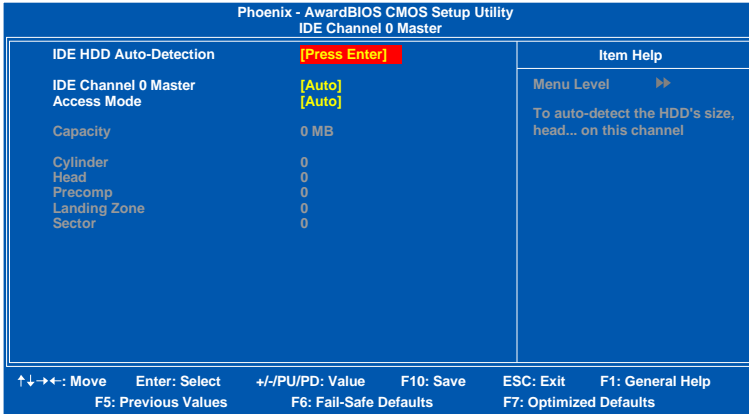 Phoenix - AwardBIOS CMOS Setup Utility
IDE Channel 0 Master
IDE HDD Auto-Detection [Press Enter]
IDE Channel 0 Master [Auto]
Access Mode [Auto]
Capacity 0 MB
Cylinder 0
Head 0
Precomp 0
Landing Zone 0
Sector 0
Item Help
Menu Level ▶▶
To auto-detect the HDD's size,
head... on this channel
↑↓→←: Move Enter: Select +/-/PU/PD: Value F10: Save ESC: Exit F1: General Help
F5: Previous Values F6: Fail-Safe Defaults F7: Optimized Defaults